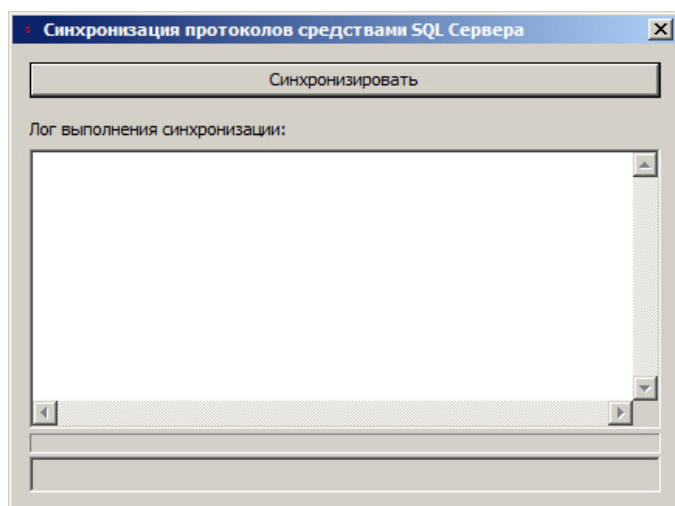 Синхронизация протоколов средствами SQL Сервера
Синхронизировать
Лог выполнения синхронизации: